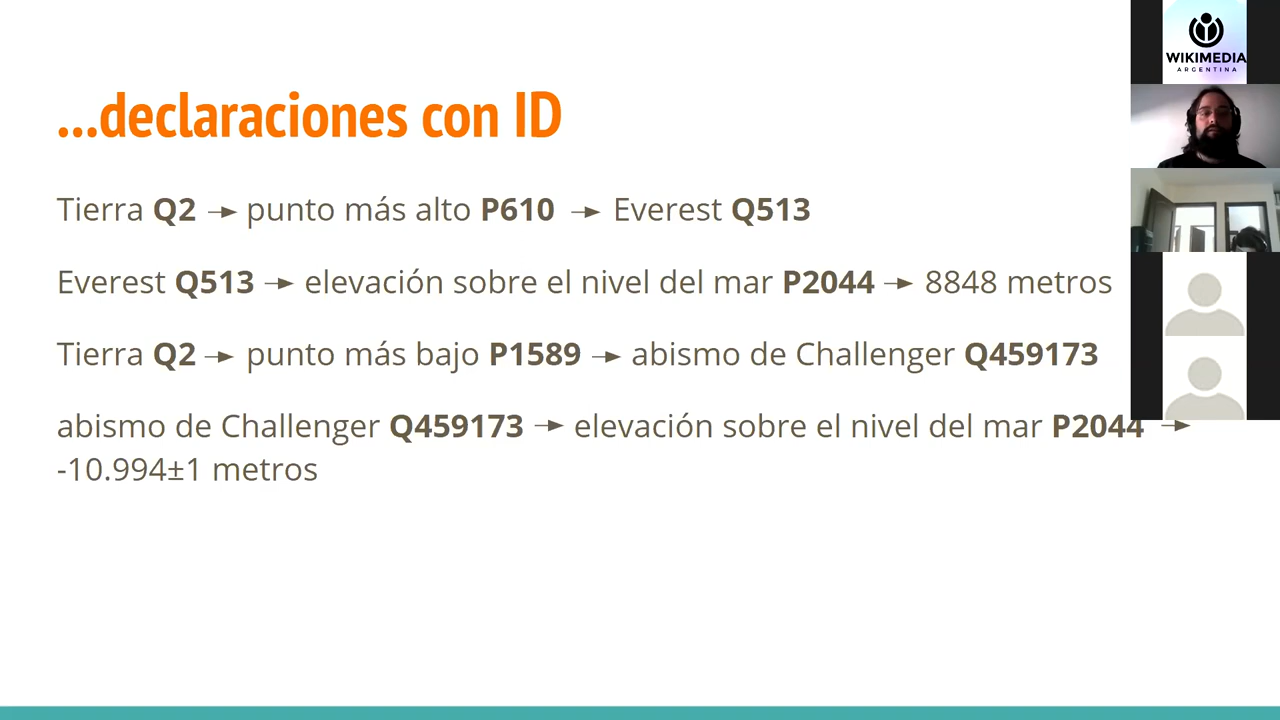 ...declaraciones con ID
Tierra Q2 → punto más alto P610 → Everest Q513
Everest Q513 → elevación sobre el nivel del mar P2044 → 8848 metros
Tierra Q2 → punto más bajo P1589 → abismo de Challenger Q459173
abismo de Challenger Q459173 → elevación sobre el nivel del mar P2044 →
-10.994±1 metros
WIKIMEDIA
ARGENTINA